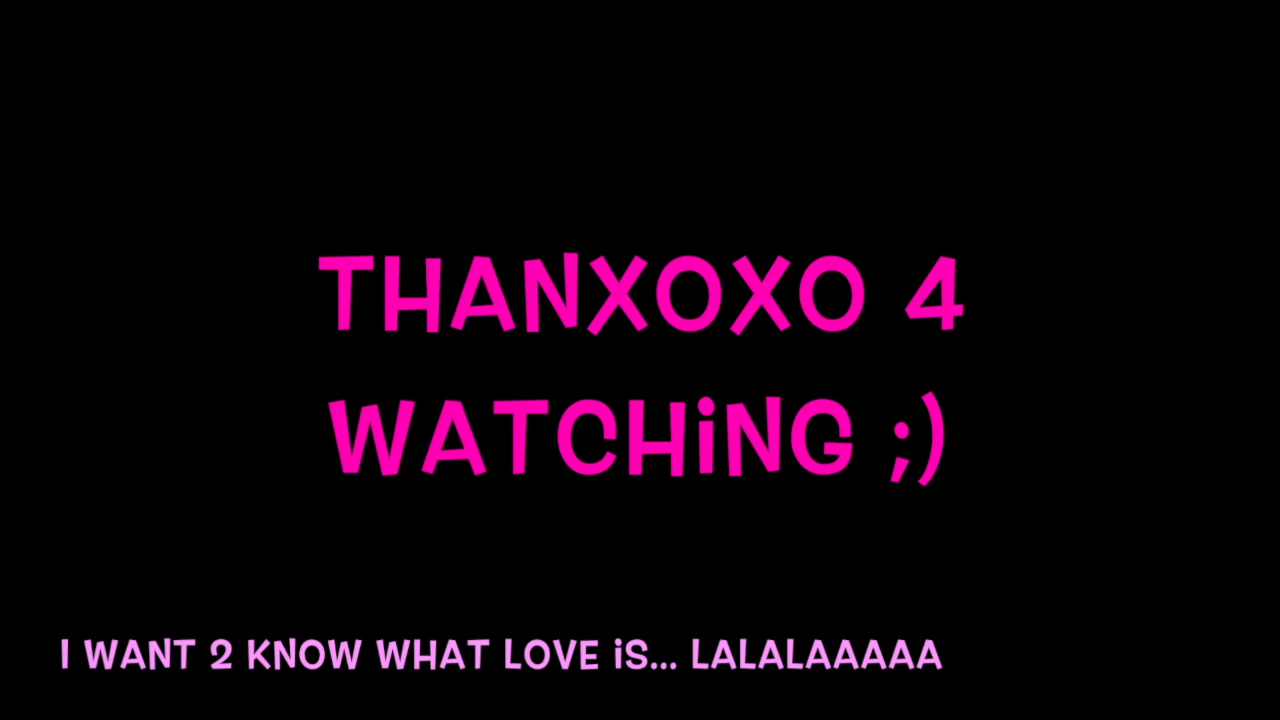 THANXOXO 4
WATCHiNG ;)
I WANT 2 KNOW WHAT LOVE iS... LALALAAAAA